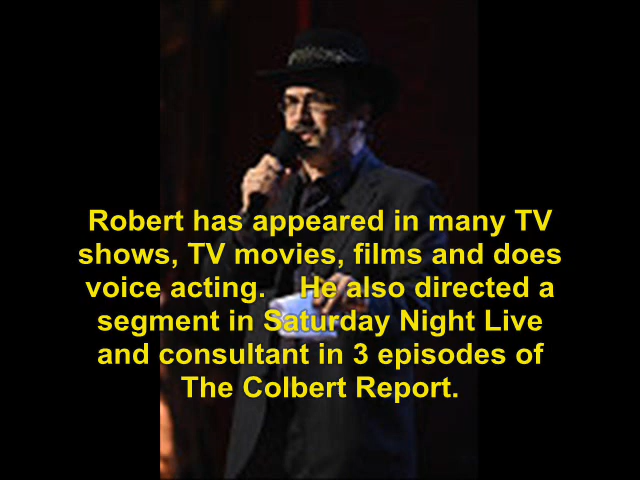 Robert has appeared in many TV
shows, TV movies, films and does
voice acting.    He also directed a
segment in Saturday Night Live
and consultant in 3 episodes of
The Colbert Report.